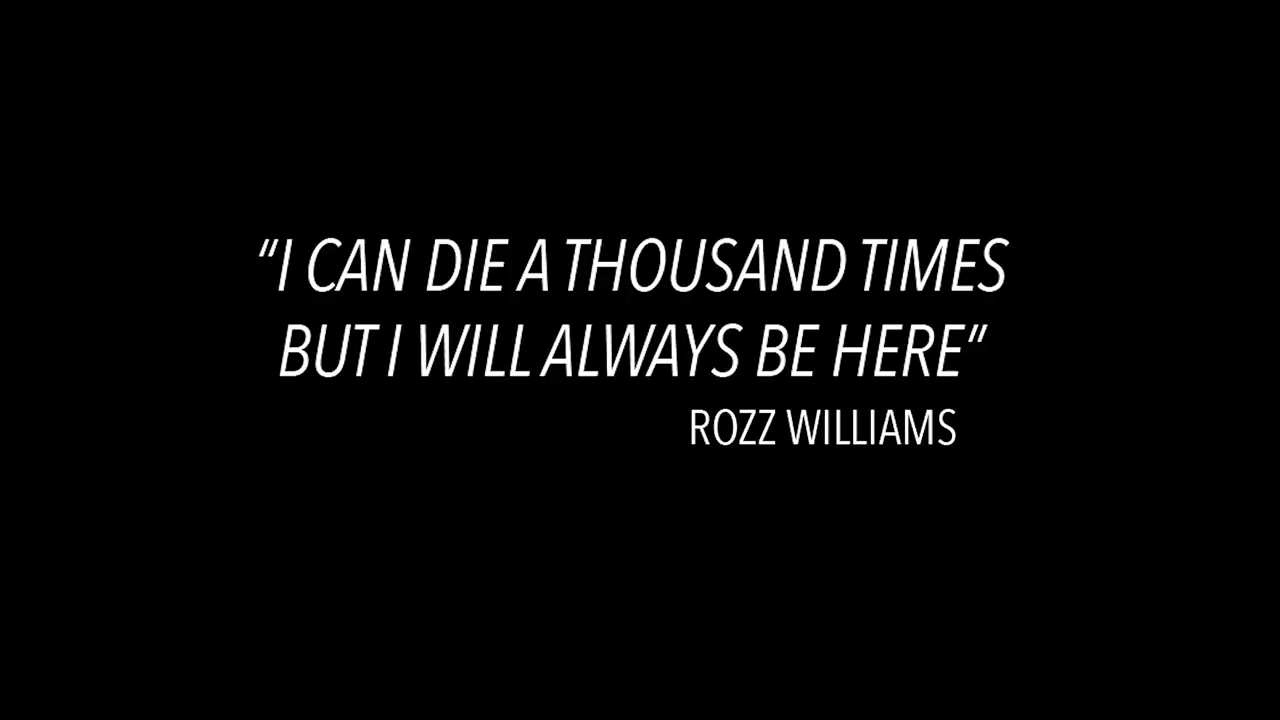 “I CAN DIE A THOUSAND TIMES
BUT I WILL ALWAYS BE HERE”
ROZZ WILLIAMS